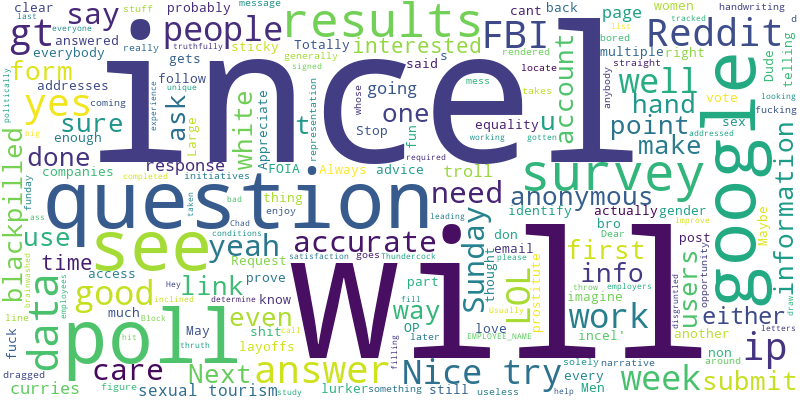 probably
clear
letters
last
message
stuff
cant
back
page
women
handwriting
d
everyone
list
tracked
say
gt
people
results
interested
FBI
Reddit
incel
answered
everybody
really
truthfully
sticky
Totally
generally
signed
unique
multiple
right
rendered
locate
straight
bored
Dude
telling
whose
takes
mess
anybody
said
s
gets
follow
addresses
coming
form
ask
yes
politically
experience
Large
white
Appreciate
representation
t
going
one
Stop
fun
required
working
gotten
account
u
hand
well
vote
looking
fucking
google
sure
enough
done
companies
response
FOIA
initiatives
completed
Always
advice
equality
point
make
addressed
sex
blackpilled
big
funday
use
brainwashed
question
thing
enjoy
bad
Chad
conditions
taken
troll
need
survey
anonymous
leading
identify
actually
gender
information
users
ass
see
yeah
accurate
Sunday
don
email
Dear
please
thought
bro
first
post
Maybe
improve
opportunity
disgruntled
time
access
Request
prove
satisfaction
goes
Thundercock
Will
LOL
prostitute
info
either
ip
data
employees
Hey
inclined
determine
link
part
way
imagine
throw
employers
another
draw
poll
good
much
know
fill
Usually
OP
love
work
call
even
shit
filling
later
EMPLOYEE_NAME
incel'
non
around
line
fuck
May
Block
hit
thruth
care
layoffs
answer
Nice try
solely
narrative
week
submit
dragged
curries
figure
Next
study
lurker
something
still
useless
every
help
Men
sexual tourism